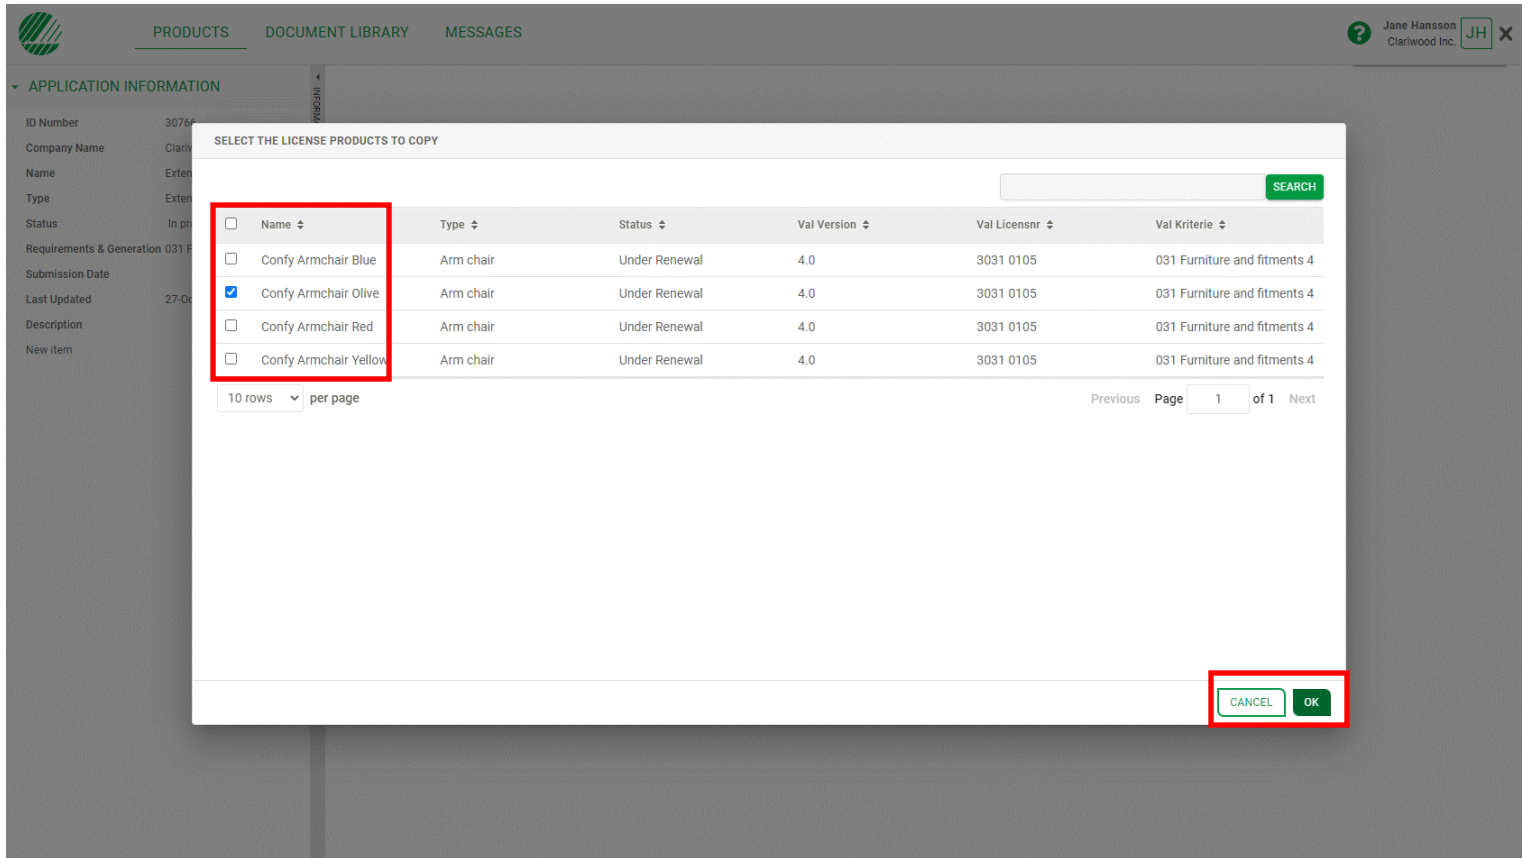 PRODUCTS DOCUMENT LIBRARY MESSAGES
? Jane Hansson
Clariwood Inc.
JH X
APPLICATION INFORMATION
ID Number 30766
Company Name
Name
Type
Status
Requirements & Generation 031
Submission Date
Last Updated
Description
New item
SELECT THE LICENSE PRODUCTS TO COPY
SEARCH
Name Type Status Val Version Val Licensnr Val Kriterie
Confy Armchair Blue Arm chair Under Renewal 4.0 3031 0105 031 Furniture and fitments 4
Confy Armchair Olive Arm chair Under Renewal 4.0 3031 0105 031 Furniture and fitments 4
Confy Armchair Red Arm chair Under Renewal 4.0 3031 0105 031 Furniture and fitments 4
Confy Armchair Yellow Arm chair Under Renewal 4.0 3031 0105 031 Furniture and fitments 4
10 rows per page Previous Page 1 of 1 Next
CANCEL OK